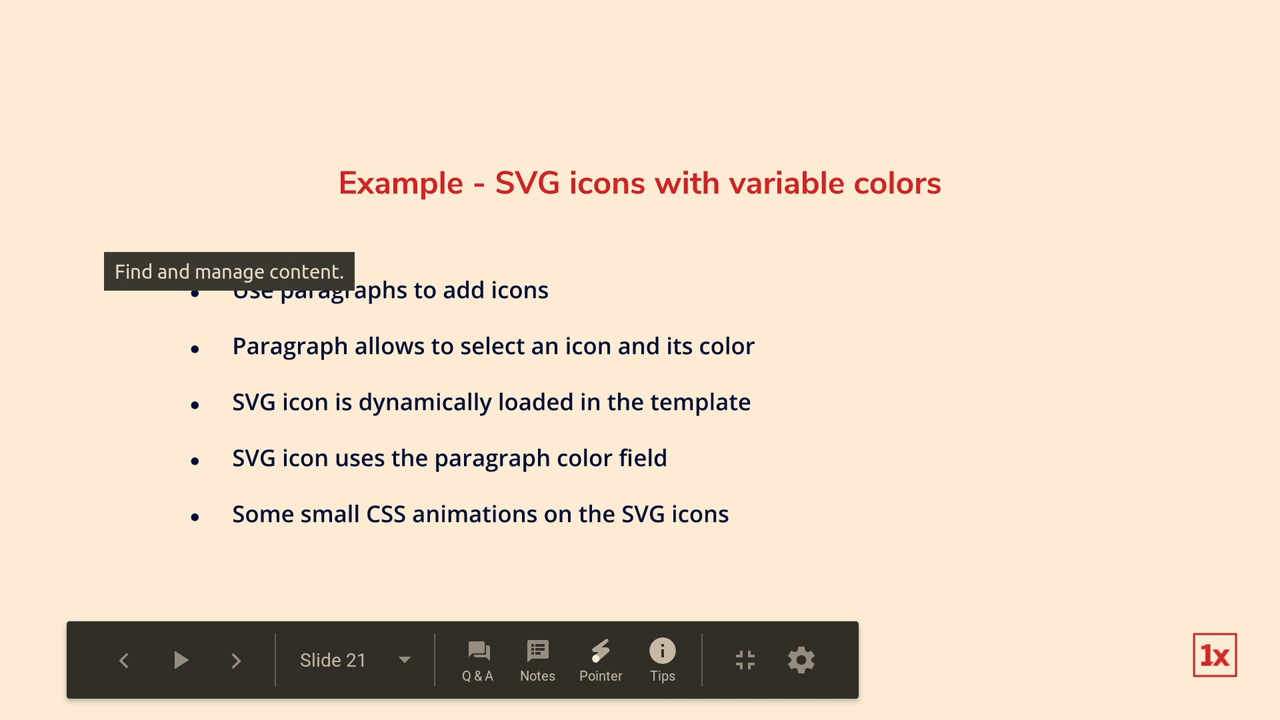 Example - SVG icons with variable colors
Find and manage content.
Use paragraphs to add icons
Paragraph allows to select an icon and its color
SVG icon is dynamically loaded in the template
SVG icon uses the paragraph color field
Some small CSS animations on the SVG icons
Slide 21
Q & A
Notes
Pointer
Tips
1x